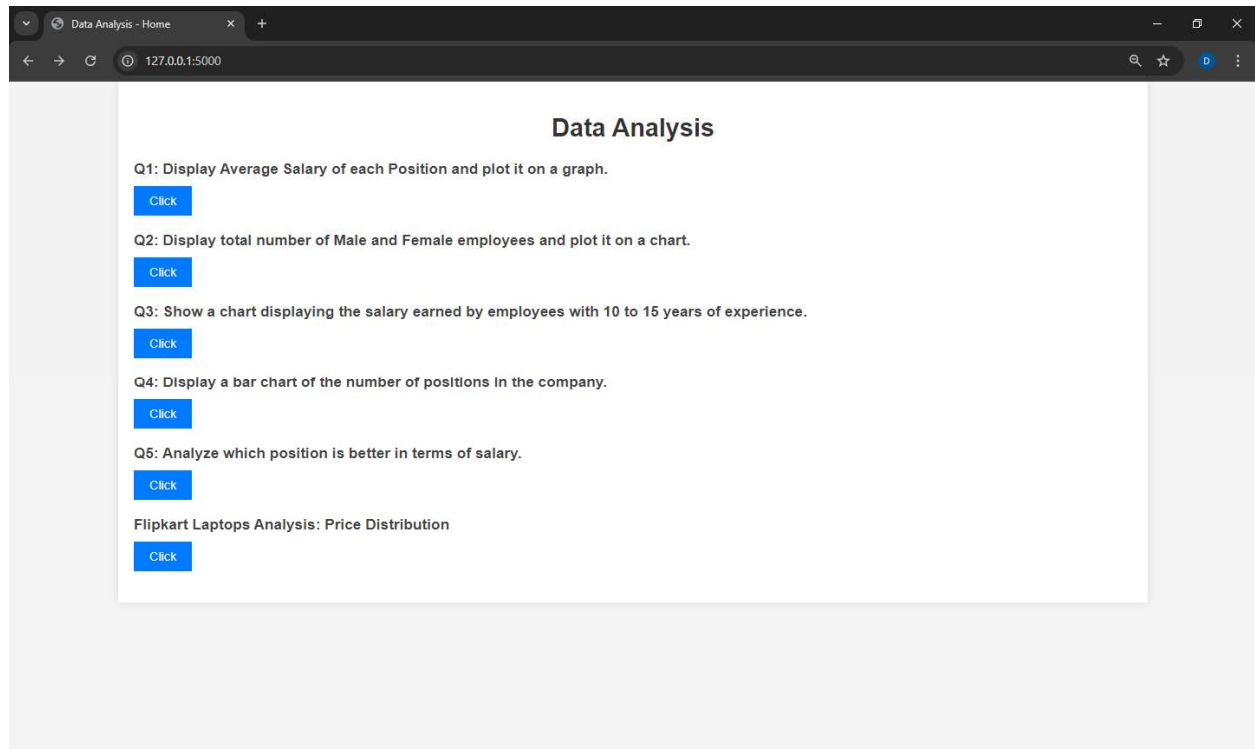 Data Analysis - Home
127.0.0.1:5000
D
Data Analysis
Q1: Display Average Salary of each Position and plot it on a graph.
Click
Q2: Display total number of Male and Female employees and plot it on a chart.
Click
Q3: Show a chart displaying the salary earned by employees with 10 to 15 years of experience.
Click
Q4: Display a bar chart of the number of positions in the company.
Click
Q5: Analyze which position is better in terms of salary.
Click
Flipkart Laptops Analysis: Price Distribution
Click